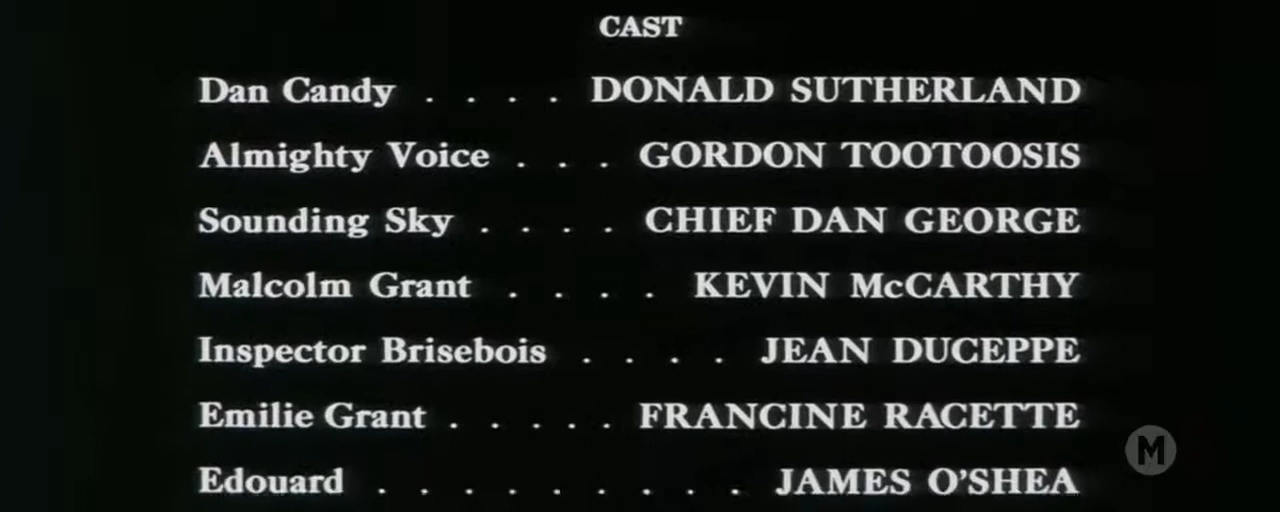 CAST
Dan Candy . . . . DONALD SUTHERLAND
Almighty Voice . . . GORDON TOOTOOSIS
Sounding Sky . . . . CHIEF DAN GEORGE
Malcolm Grant . . . . KEVIN McCARTHY
Inspector Brisebois . . . . JEAN DUCEPPE
Emilie Grant . . . . . FRANCINE RACETTE
Edouard . . . . . . . . . JAMES O'SHEA
M